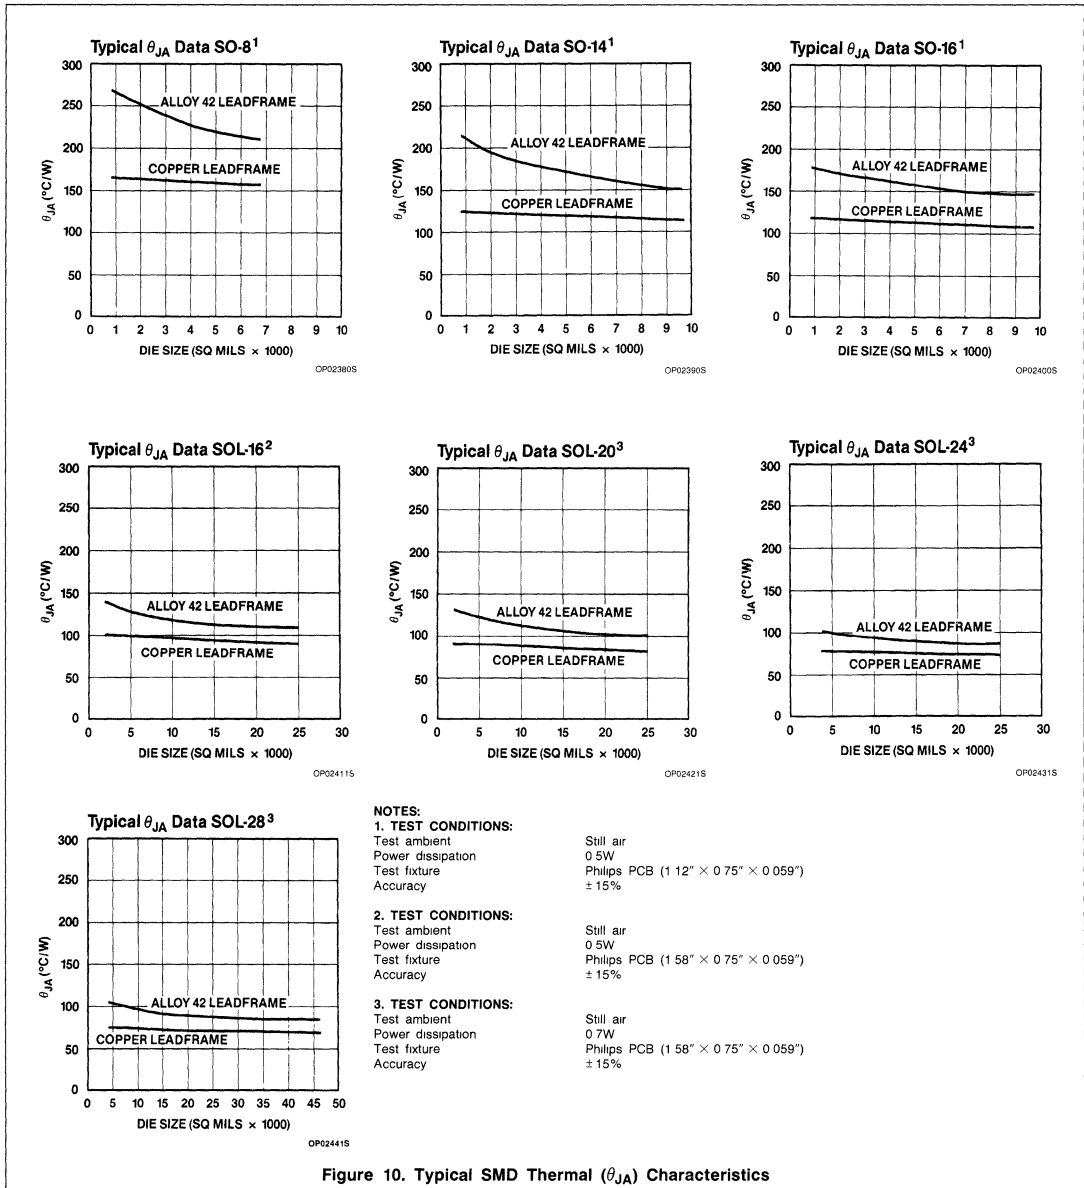 Typical θJA Data SO-8¹
300
250
200
150
100
50
0
θJA (°C/W)
ALLOY 42 LEADFRAME
COPPER LEADFRAME
0 1 2 3 4 5 6 7 8 9 10
DIE SIZE (SQ MILS × 1000)
OP02380S
Typical θJA Data SO-14¹
300
250
200
150
100
50
0
θJA (°C/W)
ALLOY 42 LEADFRAME
COPPER LEADFRAME
0 1 2 3 4 5 6 7 8 9 10
DIE SIZE (SQ MILS × 1000)
OP02390S
Typical θJA Data SO-16¹
300
250
200
150
100
50
0
θJA (°C/W)
ALLOY 42 LEADFRAME
COPPER LEADFRAME
0 1 2 3 4 5 6 7 8 9 10
DIE SIZE (SQ MILS × 1000)
OP02400S
Typical θJA Data SOL-16²
300
250
200
150
100
50
0
θJA (°C/W)
ALLOY 42 LEADFRAME
COPPER LEADFRAME
0 5 10 15 20 25 30
DIE SIZE (SQ MILS × 1000)
OP02411S
Typical θJA Data SOL-20³
300
250
200
150
100
50
0
θJA (°C/W)
ALLOY 42 LEADFRAME
COPPER LEADFRAME
0 5 10 15 20 25 30
DIE SIZE (SQ MILS × 1000)
OP02421S
Typical θJA Data SOL-24³
300
250
200
150
100
50
0
θJA (°C/W)
ALLOY 42 LEADFRAME
COPPER LEADFRAME
0 5 10 15 20 25 30
DIE SIZE (SQ MILS × 1000)
OP02431S
Typical θJA Data SOL-28³
300
250
200
150
100
50
0
θJA (°C/W)
ALLOY 42 LEADFRAME
COPPER LEADFRAME
0 5 10 15 20 25 30 35 40 45 50
DIE SIZE (SQ MILS × 1000)
OP02441S
NOTES:
1. TEST CONDITIONS:
Test ambient Still air
Power dissipation 0 5W
Test fixture Philips PCB (1 12" × 0 75" × 0 059")
Accuracy ± 15%
2. TEST CONDITIONS:
Test ambient Still air
Power dissipation 0 5W
Test fixture Philips PCB (1 58" × 0 75" × 0 059")
Accuracy ± 15%
3. TEST CONDITIONS:
Test ambient Still air
Power dissipation 0 7W
Test fixture Philips PCB (1 58" × 0 75" × 0 059")
Accuracy ± 15%
Figure 10. Typical SMD Thermal (θJA) Characteristics